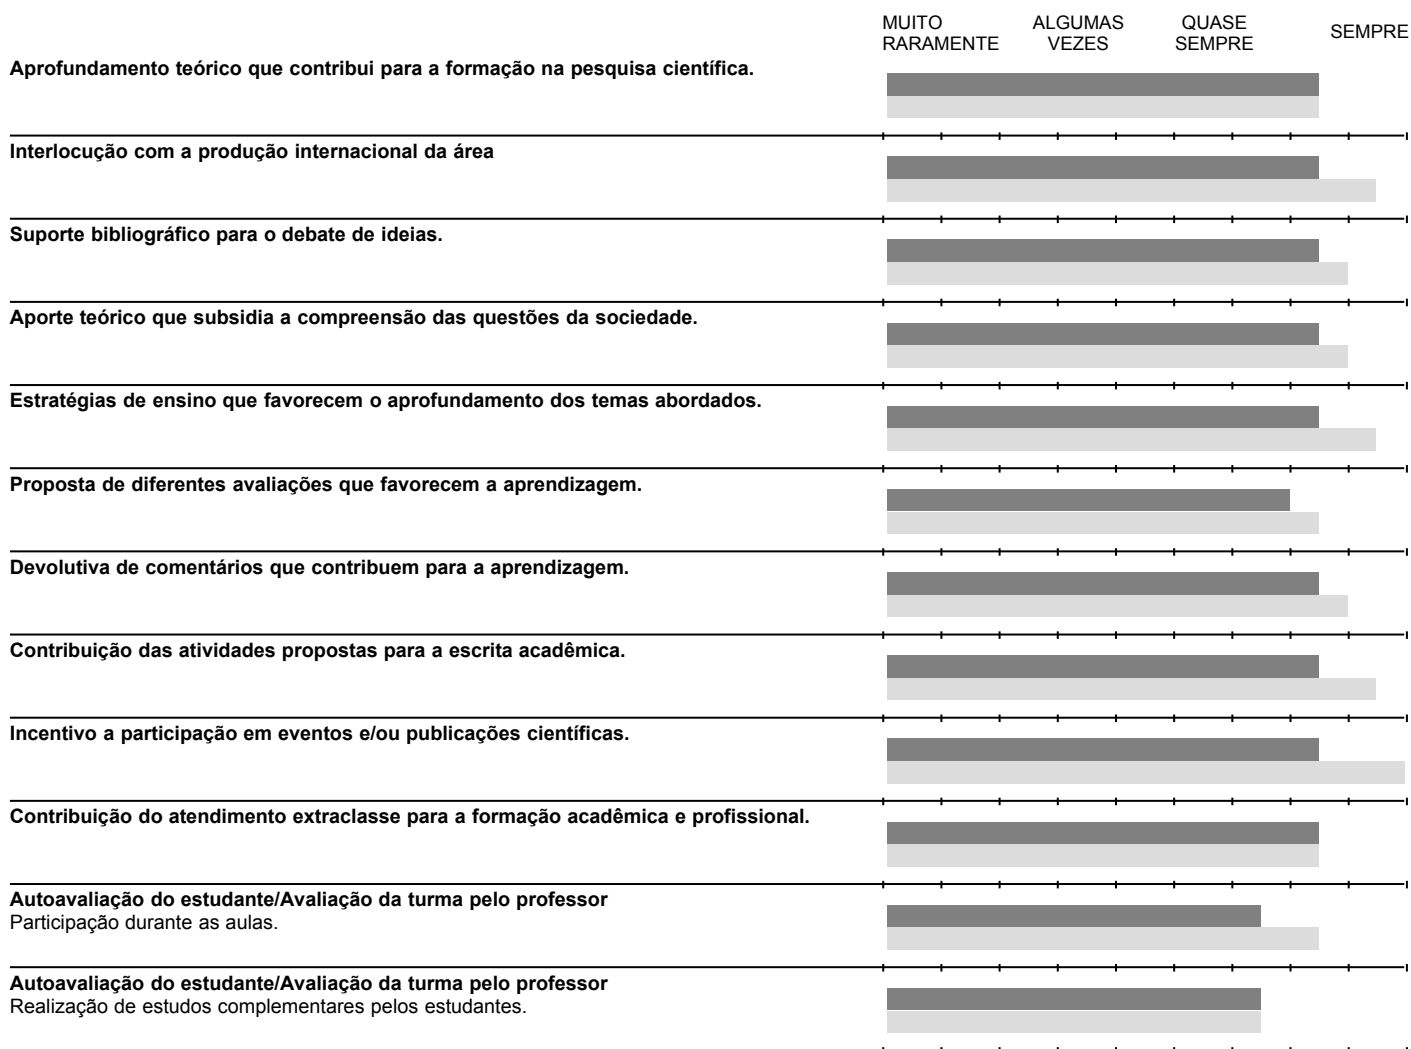 MUITO RARAMENTE
ALGUMAS VEZES
QUASE SEMPRE
SEMPRE
Aprofundamento teórico que contribui para a formação na pesquisa científica.
Interlocução com a produção internacional da área
Suporte bibliográfico para o debate de ideias.
Aporte teórico que subsidia a compreensão das questões da sociedade.
Estratégias de ensino que favorecem o aprofundamento dos temas abordados.
Proposta de diferentes avaliações que favorecem a aprendizagem.
Devolutiva de comentários que contribuem para a aprendizagem.
Contribuição das atividades propostas para a escrita acadêmica.
Incentivo a participação em eventos e/ou publicações científicas.
Contribuição do atendimento extraclasse para a formação acadêmica e profissional.
Autoavaliação do estudante/Avaliação da turma pelo professor
Participação durante as aulas.
Autoavaliação do estudante/Avaliação da turma pelo professor
Realização de estudos complementares pelos estudantes.